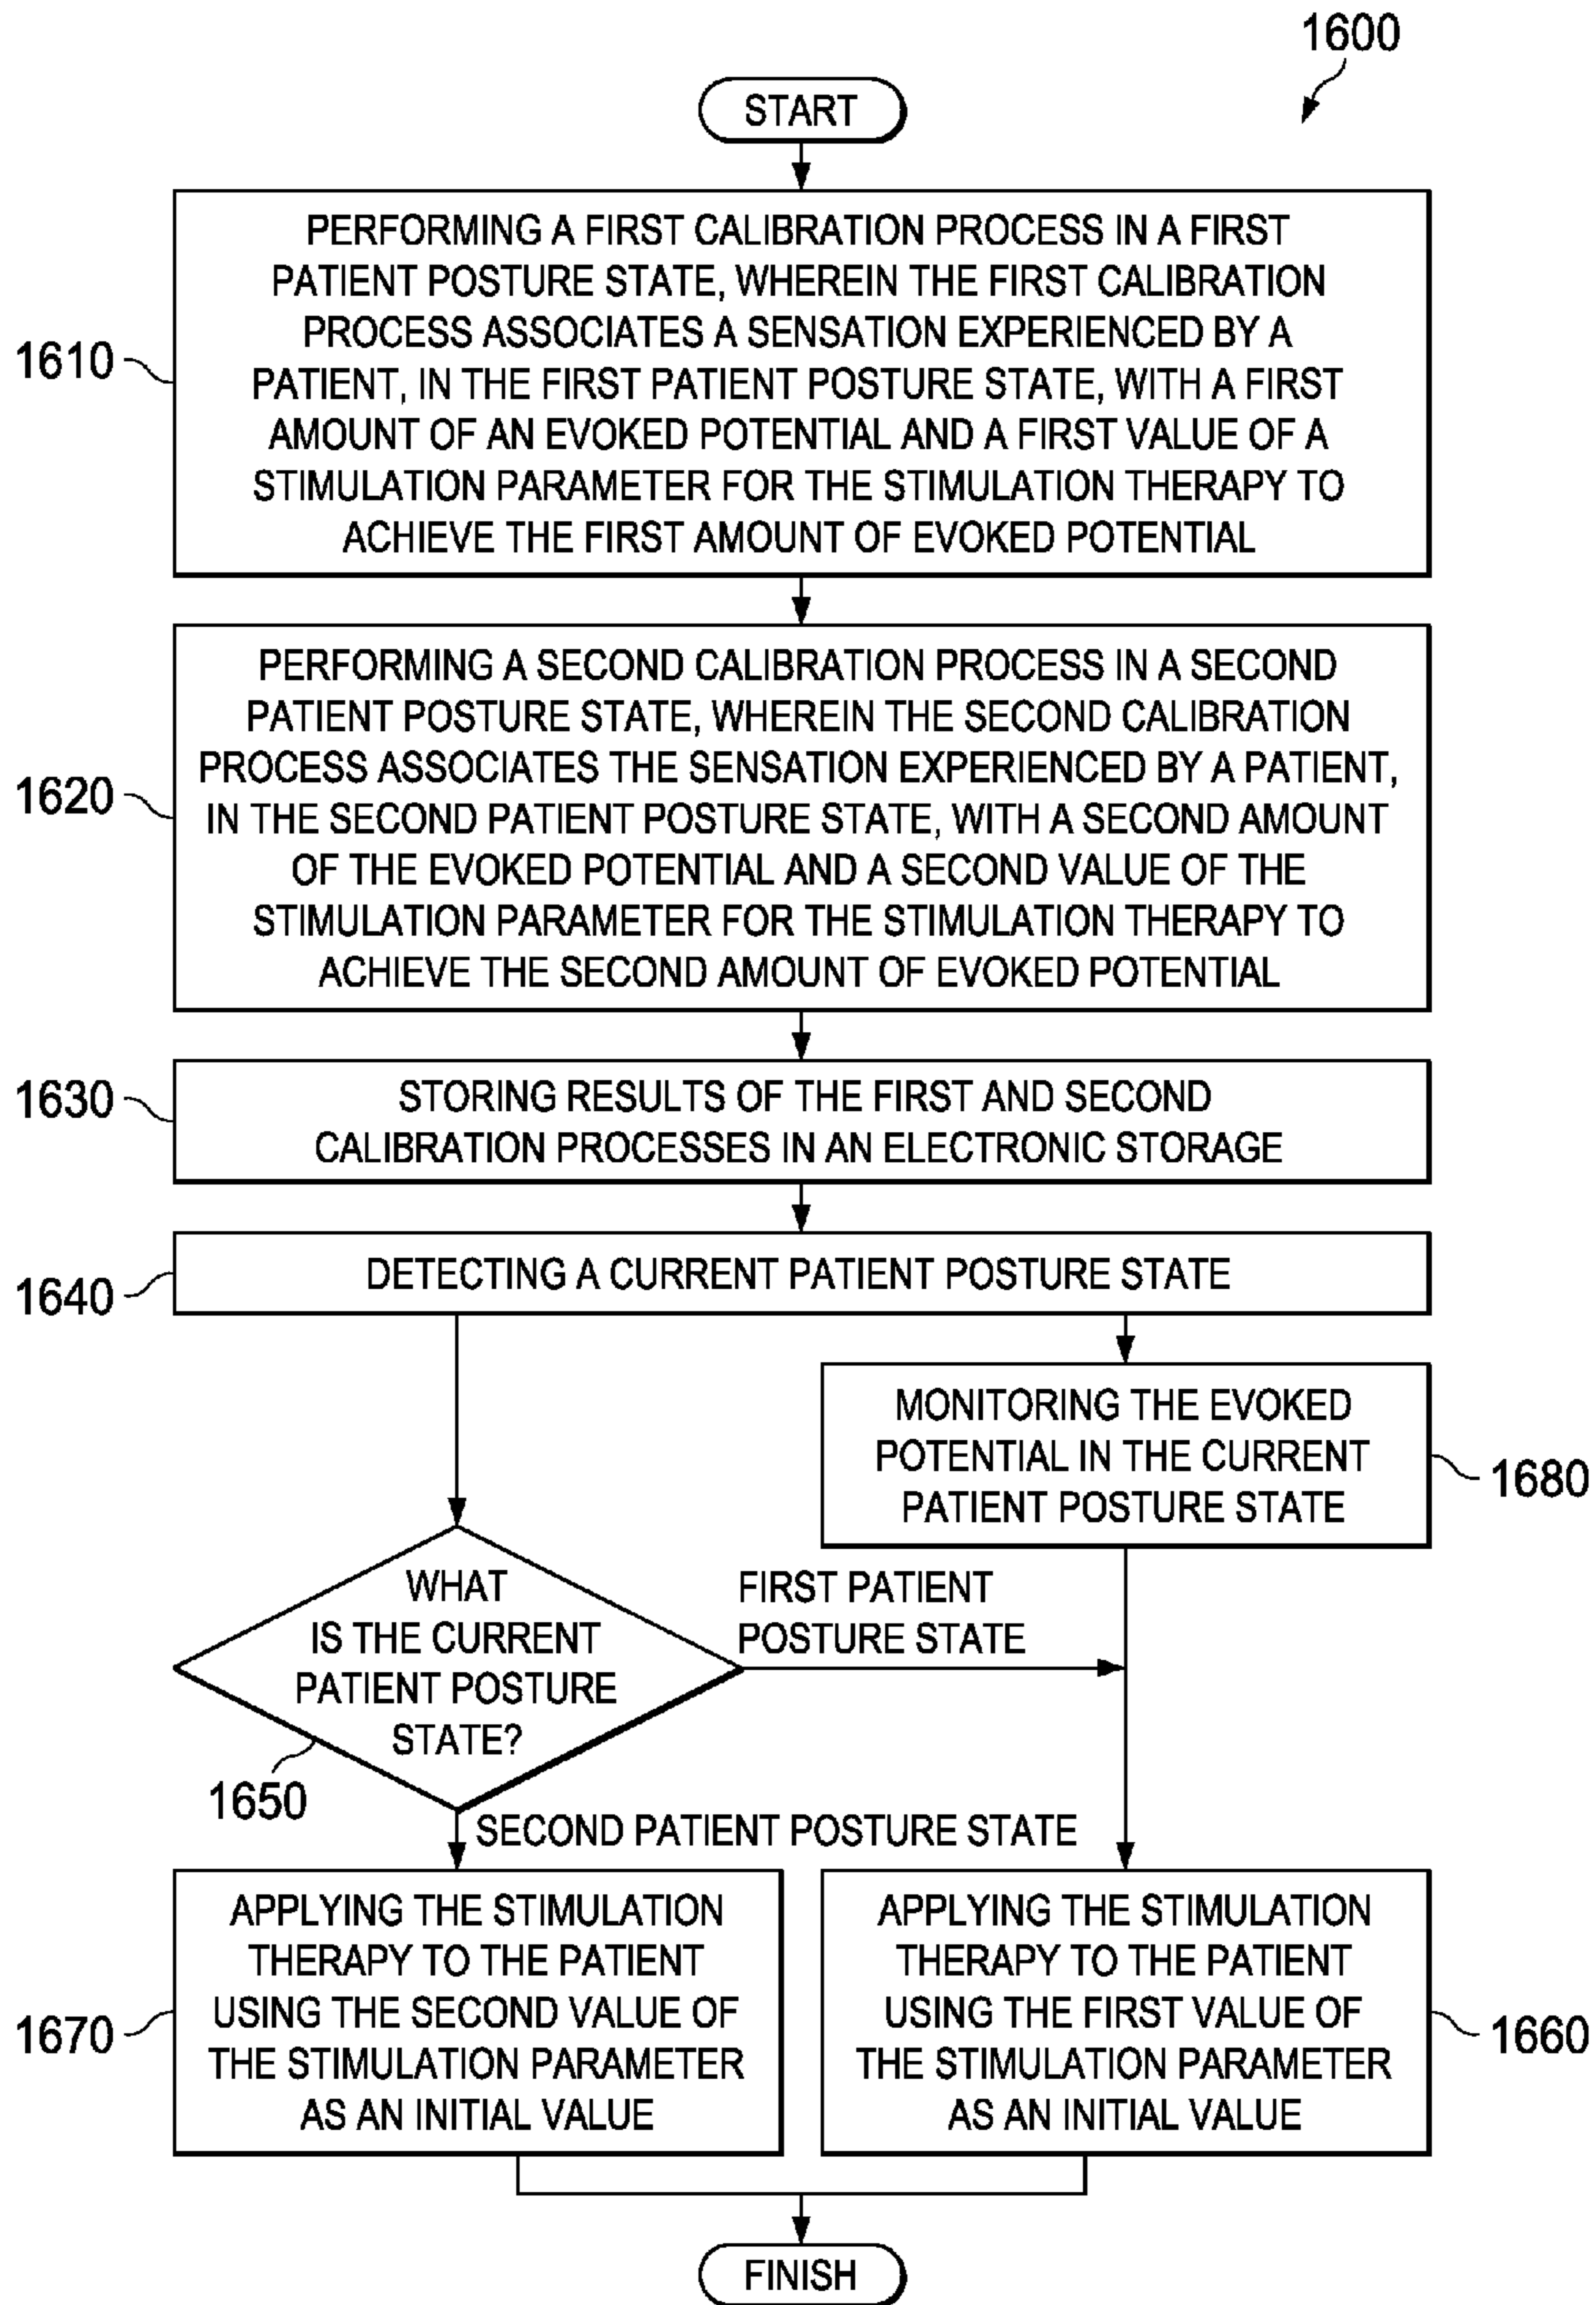 1600
START
PERFORMING A FIRST CALIBRATION PROCESS IN A FIRST
PATIENT POSTURE STATE, WHEREIN THE FIRST CALIBRATION
PROCESS ASSOCIATES A SENSATION EXPERIENCED BY A
PATIENT, IN THE FIRST PATIENT POSTURE STATE, WITH A FIRST
AMOUNT OF AN EVOKED POTENTIAL AND A FIRST VALUE OF A
STIMULATION PARAMETER FOR THE STIMULATION THERAPY TO
ACHIEVE THE FIRST AMOUNT OF EVOKED POTENTIAL
1610
PERFORMING A SECOND CALIBRATION PROCESS IN A SECOND
PATIENT POSTURE STATE, WHEREIN THE SECOND CALIBRATION
PROCESS ASSOCIATES THE SENSATION EXPERIENCED BY A PATIENT,
IN THE SECOND PATIENT POSTURE STATE, WITH A SECOND AMOUNT
OF THE EVOKED POTENTIAL AND A SECOND VALUE OF THE
STIMULATION PARAMETER FOR THE STIMULATION THERAPY TO
ACHIEVE THE SECOND AMOUNT OF EVOKED POTENTIAL
1620
STORING RESULTS OF THE FIRST AND SECOND
CALIBRATION PROCESSES IN AN ELECTRONIC STORAGE
1630
DETECTING A CURRENT PATIENT POSTURE STATE
1640
MONITORING THE EVOKED
POTENTIAL IN THE CURRENT
PATIENT POSTURE STATE
1680
WHAT
IS THE CURRENT
PATIENT POSTURE
STATE?
1650
FIRST PATIENT
POSTURE STATE
SECOND PATIENT POSTURE STATE
APPLYING THE STIMULATION
THERAPY TO THE PATIENT
USING THE SECOND VALUE OF
THE STIMULATION PARAMETER
AS AN INITIAL VALUE
1670
APPLYING THE STIMULATION
THERAPY TO THE PATIENT
USING THE FIRST VALUE OF
THE STIMULATION PARAMETER
AS AN INITIAL VALUE
1660
FINISH